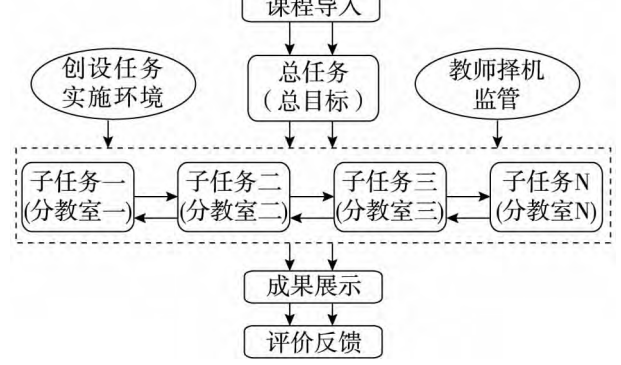 课程导入
创设任务
实施环境
总任务
（总目标）
教师择机
监管
子任务一
(分教室一)
子任务二
(分教室二)
子任务三
(分教室三)
子任务N
(分教室N)
成果展示
评价反馈